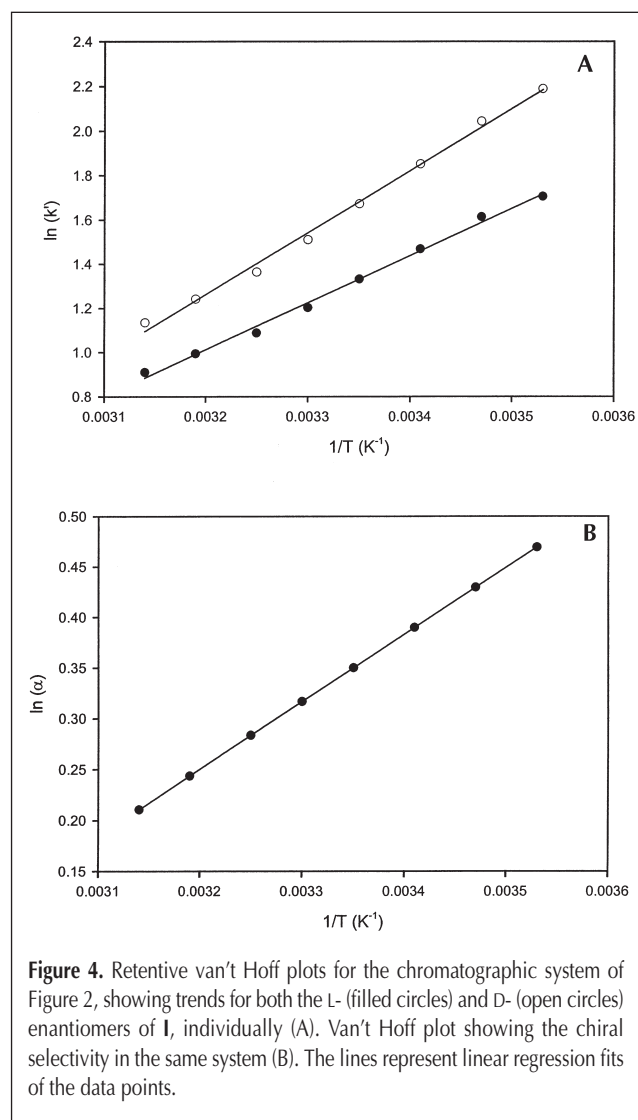 A
2.4
2.2
2.0
1.8
1.6
1.4
1.2
1.0
0.8
ln (k')
0.0031 0.0032 0.0033 0.0034 0.0035 0.0036
1/T (K⁻¹)
B
0.50
0.45
0.40
0.35
0.30
0.25
0.20
0.15
ln (α)
0.0031 0.0032 0.0033 0.0034 0.0035 0.0036
1/T (K⁻¹)
Figure 4. Retentive van't Hoff plots for the chromatographic system of
Figure 2, showing trends for both the L- (filled circles) and D- (open circles)
enantiomers of I, individually (A). Van't Hoff plot showing the chiral
selectivity in the same system (B). The lines represent linear regression fits
of the data points.